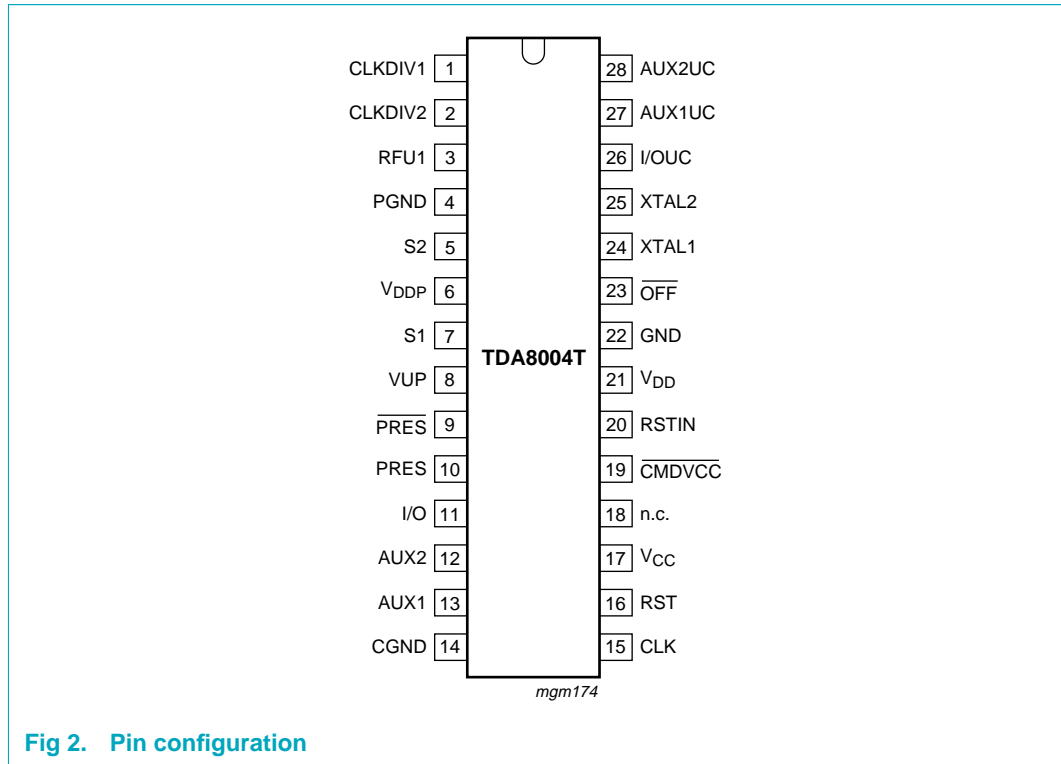 CLKDIV1 1
CLKDIV2 2
RFU1 3
PGND 4
S2 5
VDDP 6
S1 7
VUP 8
PRES 9
PRES 10
I/O 11
AUX2 12
AUX1 13
CGND 14
TDA8004T
28 AUX2UC
27 AUX1UC
26 I/OUC
25 XTAL2
24 XTAL1
23 OFF
22 GND
21 VDD
20 RSTIN
19 CMDVCC
18 n.c.
17 VCC
16 RST
15 CLK
mgm174
Fig 2. Pin configuration